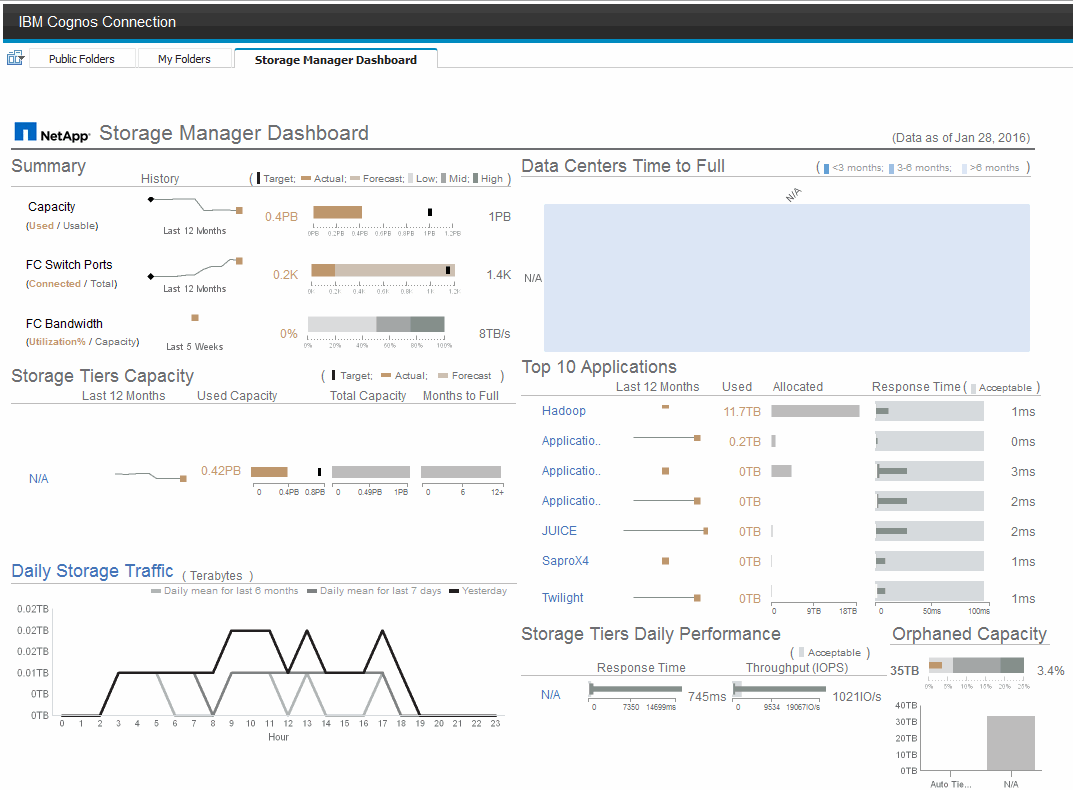 IBM Cognos Connection
Public Folders
My Folders
Storage Manager Dashboard
NetApp Storage Manager Dashboard
(Data as of Jan 28, 2016)
Summary
History
( Target; Actual; Forecast; Low; Mid; High )
Capacity
(Used / Usable)
Last 12 Months
0.4PB
0PB 0.2PB 0.4PB 0.6PB 0.8PB 1PB 1.2PB
1PB
FC Switch Ports
(Connected / Total)
Last 12 Months
0.2K
0K 0.2K 0.4K 0.6K 0.8K 1K 1.2K
1.4K
FC Bandwidth
(Utilization% / Capacity)
Last 5 Weeks
0%
0% 20% 40% 60% 80% 100%
8TB/s
Data Centers Time to Full
( <3 months; 3-6 months; >6 months )
N/A
N/A
Storage Tiers Capacity
( Target; Actual; Forecast )
Last 12 Months Used Capacity Total Capacity Months to Full
N/A
0.42PB
0 0.4PB 0.8PB
0 0.49PB 1PB
0 6 12+
Top 10 Applications
Last 12 Months Used Allocated Response Time ( Acceptable )
Hadoop 11.7TB 1ms
Applicatio.. 0.2TB 0ms
Applicatio.. 0TB 3ms
Applicatio.. 0TB 2ms
JUICE 0TB 2ms
SaproX4 0TB 1ms
Twilight 0TB 1ms
0 9TB 18TB
0 50ms 100ms
Daily Storage Traffic ( Terabytes )
Daily mean for last 6 months Daily mean for last 7 days Yesterday
0.02TB
0.02TB
0.02TB
0.01TB
0TB
0TB
0 1 2 3 4 5 6 7 8 9 10 11 12 13 14 15 16 17 18 19 20 21 22 23
Hour
Storage Tiers Daily Performance
( Acceptable )
Response Time Throughput (IOPS)
N/A
745ms
1021IO/s
0 7350 14699ms
0 9534 19067IO/s
Orphaned Capacity
35TB
3.4%
0% 5% 10% 15% 20% 25%
40TB
30TB
20TB
10TB
0TB
Auto Tie... N/A